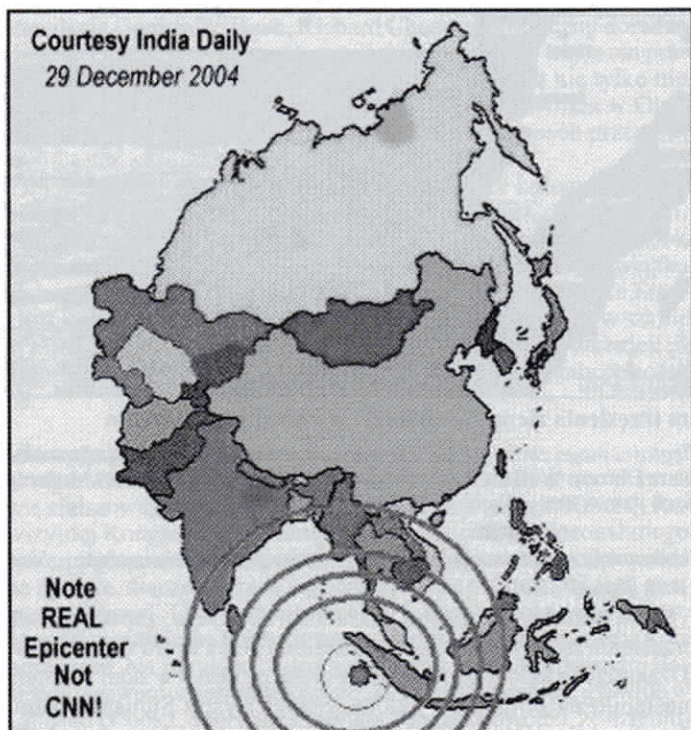 Courtesy India Daily
29 December 2004
Note
REAL
Epicenter
Not
CNN!